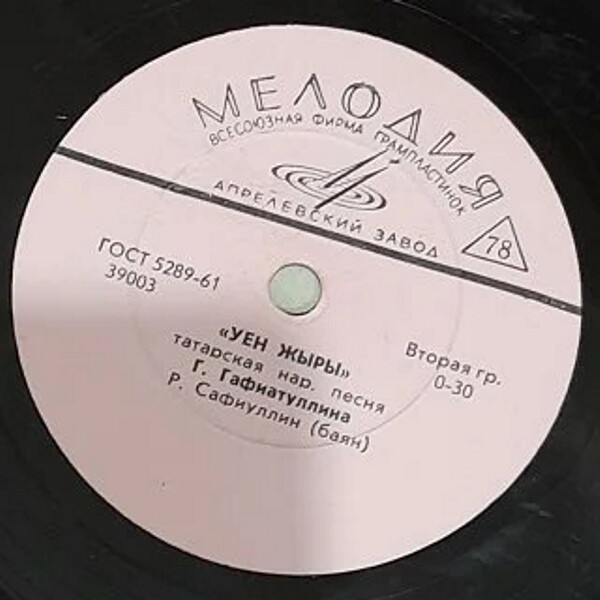 МЕЛОДИЯ
ВСЕСОЮЗНАЯ ФИРМА ГРАМПЛАСТИНОК
АПРЕЛЕВСКИЙ ЗАВОД
78
ГОСТ 5289-61
39003
«УЕН ЖЫРЫ»
татарская нар. песня
Г. Гафиатуллина
Р. Сафиуллин (баян)
Вторая гр.
0-30